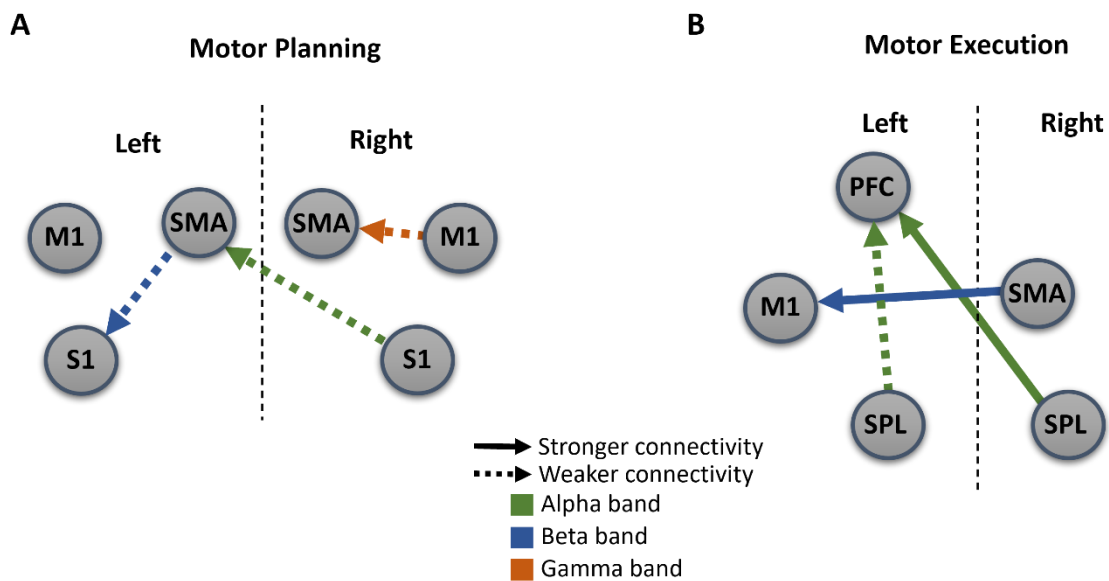 A
Motor Planning
Left
Right
M1
SMA
SMA
M1
S1
S1
B
Motor Execution
Left
Right
PFC
M1
SMA
SPL
SPL
Stronger connectivity
Weaker connectivity
Alpha band
Beta band
Gamma band